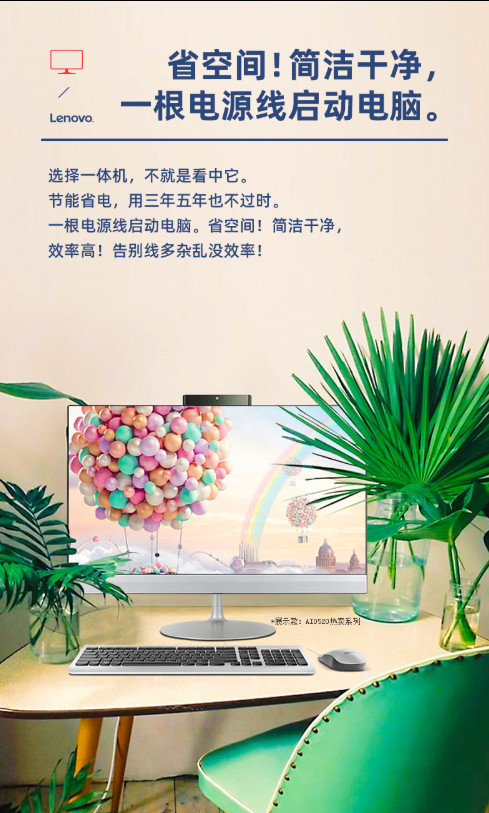 省空间！简洁干净，
一根电源线启动电脑。
Lenovo.
选择一体机，不就是看中它。
节能省电，用三年五年也不过时。
一根电源线启动电脑。省空间！简洁干净，
效率高！告别线多杂乱没效率！
*展示款：AIO520热卖系列